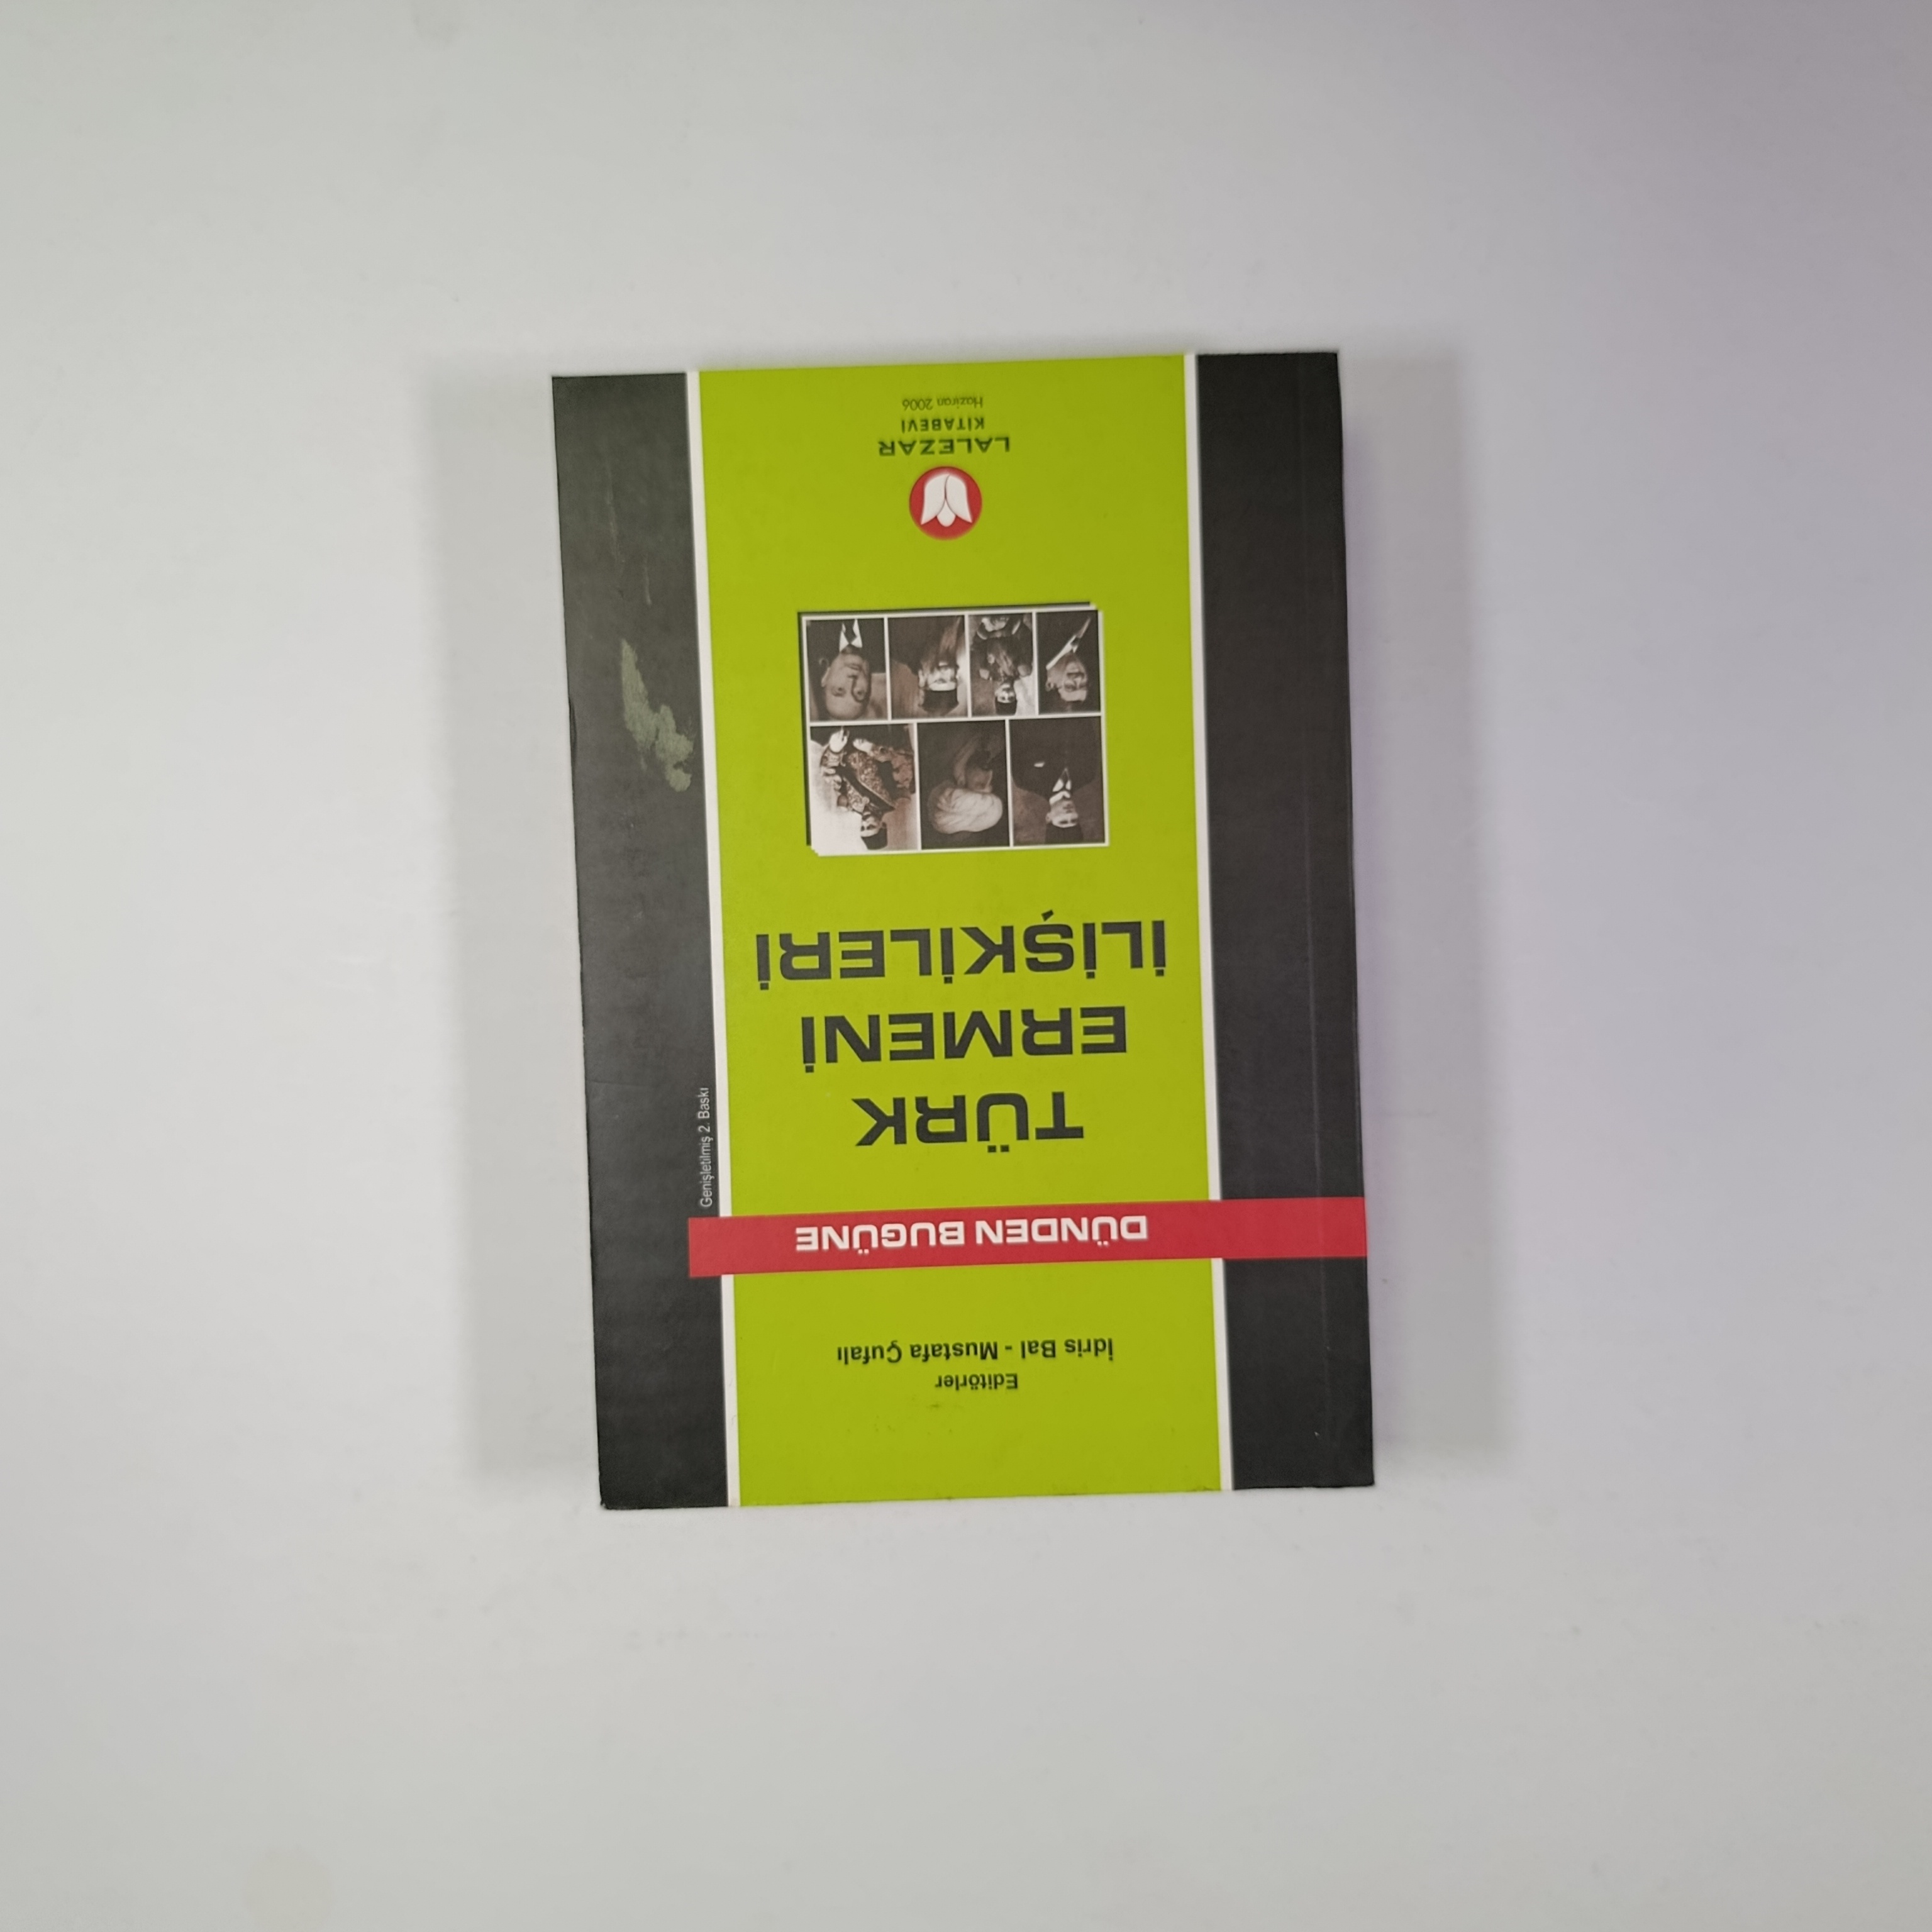 Editörler
İdris Bal - Mustafa Çufalı
DÜNDEN BUGÜNE
Genişletilmiş 2. Baskı
TÜRK
ERMENİ
İLİŞKİLERİ
LALEZAR
KİTABEVİ
Haziran 2006